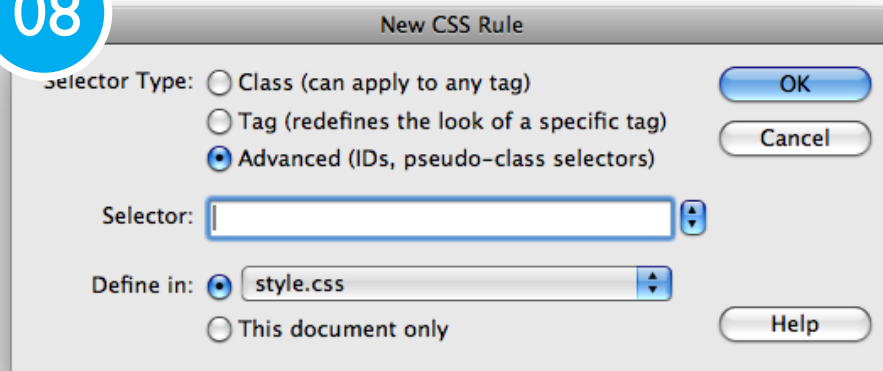 08
New CSS Rule
Selector Type: Class (can apply to any tag)
Tag (redefines the look of a specific tag)
Advanced (IDs, pseudo-class selectors)
OK
Cancel
Selector:
Define in: style.css
This document only
Help